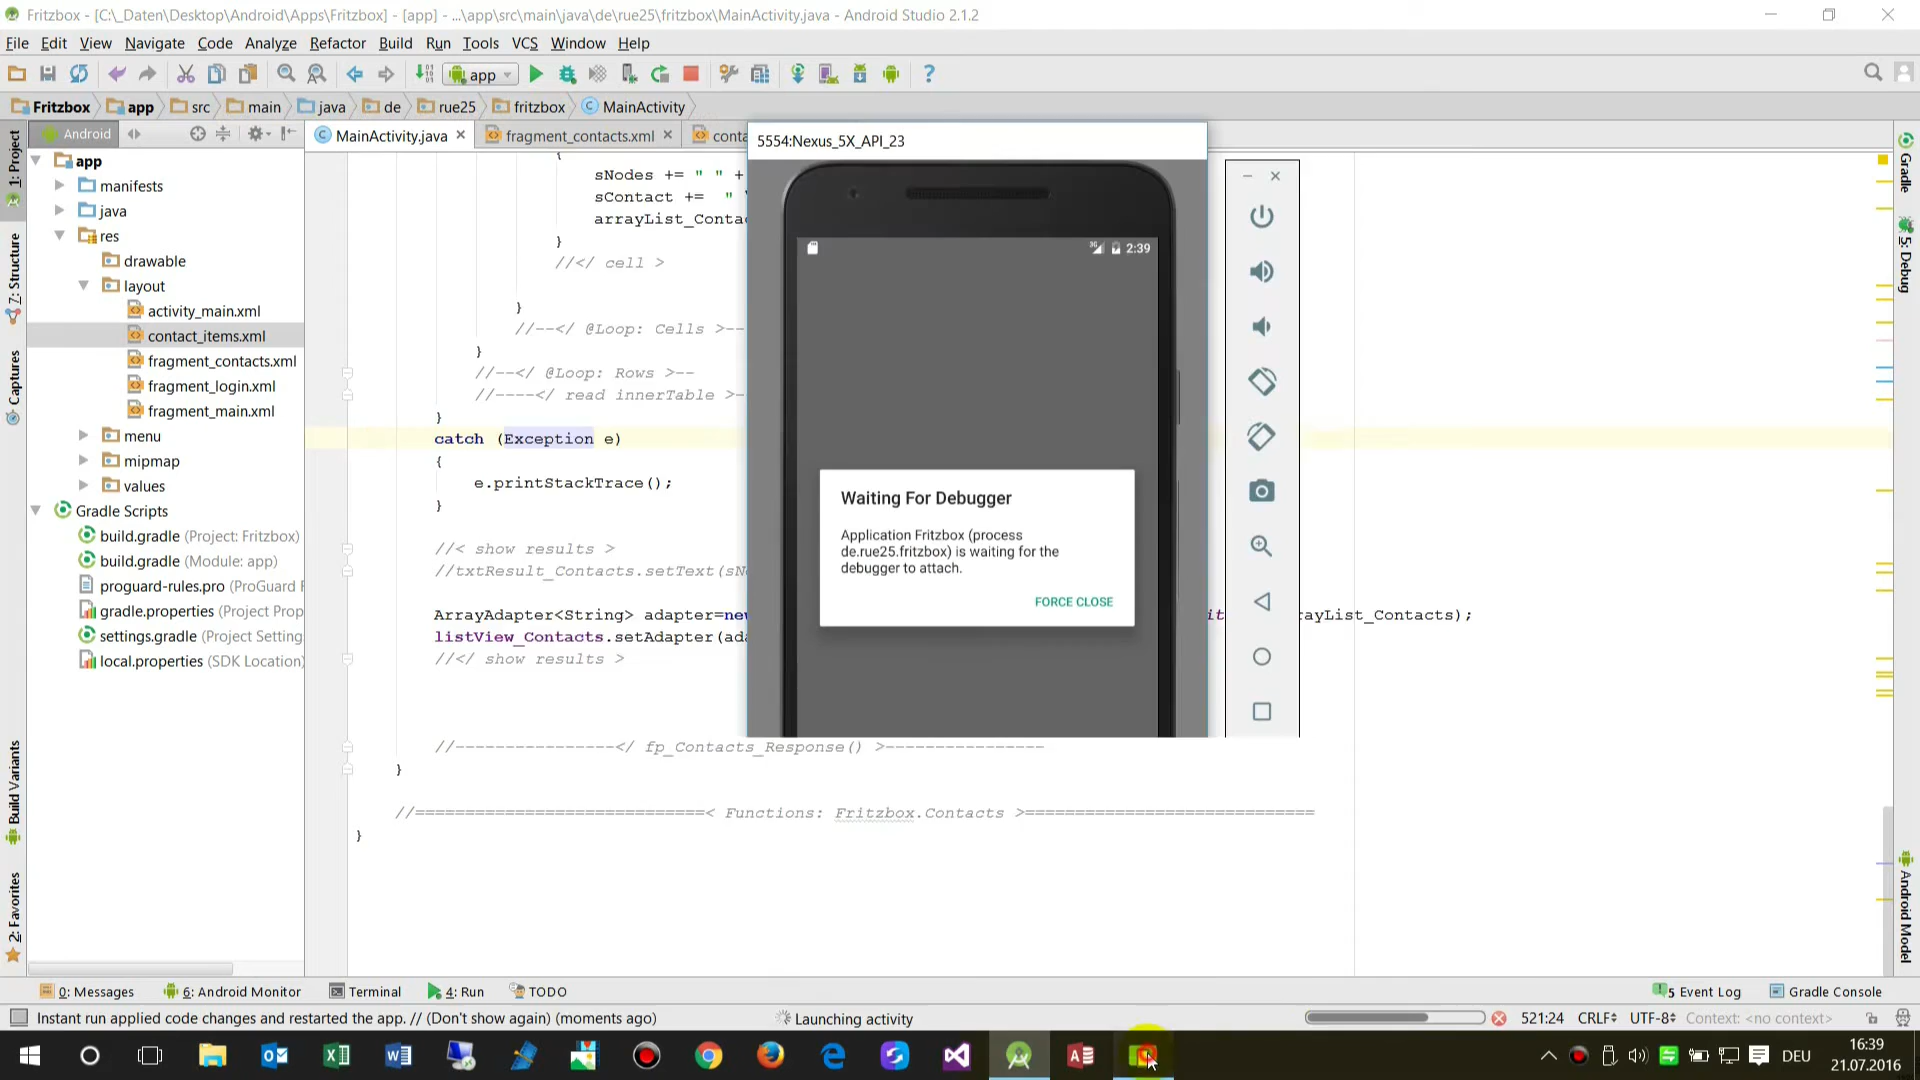 Fritzbox - [C:\_Daten\Desktop\Android\Apps\Fritzbox] - [app] - ...\app\src\main\java\de\rue25\fritzbox\MainActivity.java - Android Studio 2.1.2
File Edit View Navigate Code Analyze Refactor Build Run Tools VCS Window Help
app
Fritzbox app src main java de rue25 fritzbox MainActivity
Android
MainActivity.java
fragment_contacts.xml
conta
1: Project
7: Structure
Captures
Build Variants
2: Favorites
app
manifests
java
res
drawable
layout
activity_main.xml
contact_items.xml
fragment_contacts.xml
fragment_login.xml
fragment_main.xml
menu
mipmap
values
Gradle Scripts
build.gradle (Project: Fritzbox)
build.gradle (Module: app)
proguard-rules.pro (ProGuard
gradle.properties (Project Prop
settings.gradle (Project Setting
local.properties (SDK Location)
{
sNodes += " " +
sContact += "
arrayList_Contac
}
//</ cell >
}
//--</ @Loop: Cells >--
}
//--</ @Loop: Rows >--
//----</ read innerTable >-
}
catch (Exception e)
{
e.printStackTrace();
}
//< show results >
//txtResult_Contacts.setText(sN
ArrayAdapter<String> adapter=new
rayList_Contacts);
listView_Contacts.setAdapter(ada
//</ show results >
//----------------</ fp_Contacts_Response() >----------------
}
//=============================< Functions: Fritzbox.Contacts >=============================
}
5554:Nexus_5X_API_23
3G 2:39
Waiting For Debugger
Application Fritzbox (process
de.rue25.fritzbox) is waiting for the
debugger to attach.
FORCE CLOSE
Gradle
5: Debug
Android Model
0: Messages 6: Android Monitor Terminal 4: Run TODO
5 Event Log Gradle Console
Instant run applied code changes and restarted the app. // (Don't show again) (moments ago)
Launching activity
521:24 CRLF UTF-8 Context: <no context>
DEU
16:39
21.07.2016